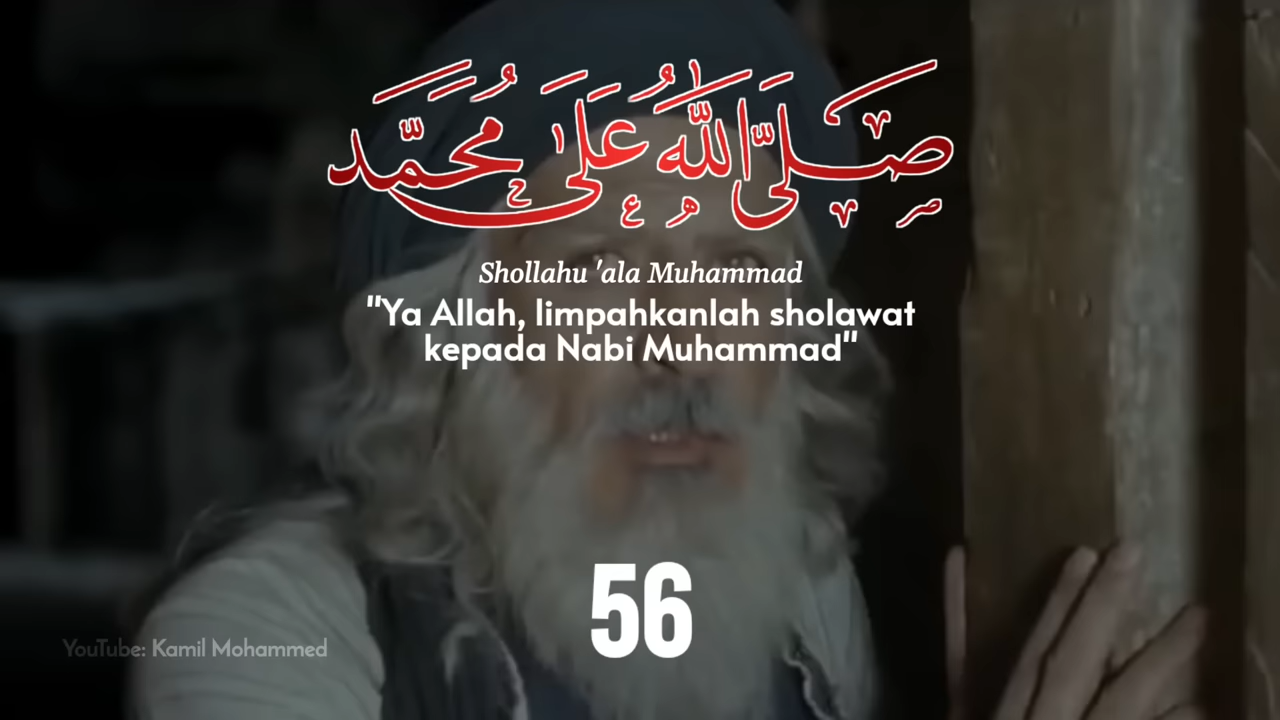 صَلَّى اللّٰهُ عَلَىٰ مُحَمَّدٍ
Shollahu 'ala Muhammad
"Ya Allah, limpahkanlah sholawat
kepada Nabi Muhammad"
56
YouTube: Kamil Mohammed